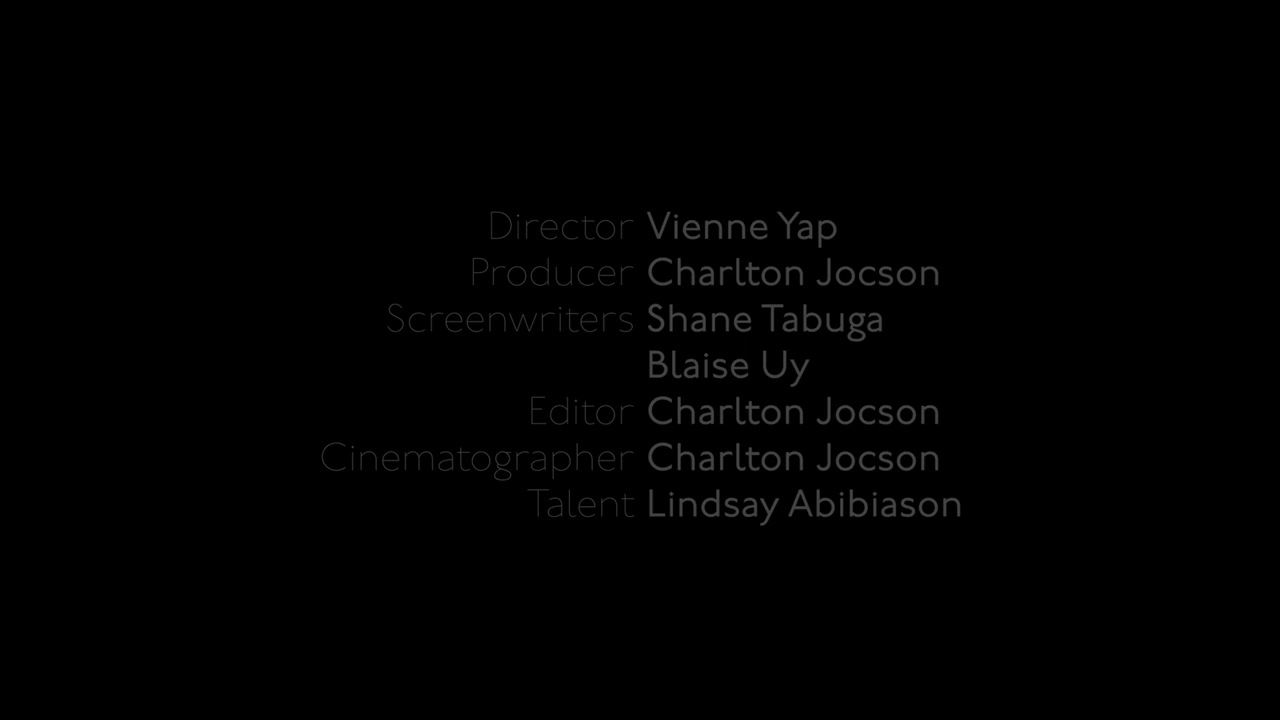 Director Vienne Yap
Producer Charlton Jocson
Screenwriters Shane Tabuga
Blaise Uy
Editor Charlton Jocson
Cinematographer Charlton Jocson
Talent Lindsay Abibiason